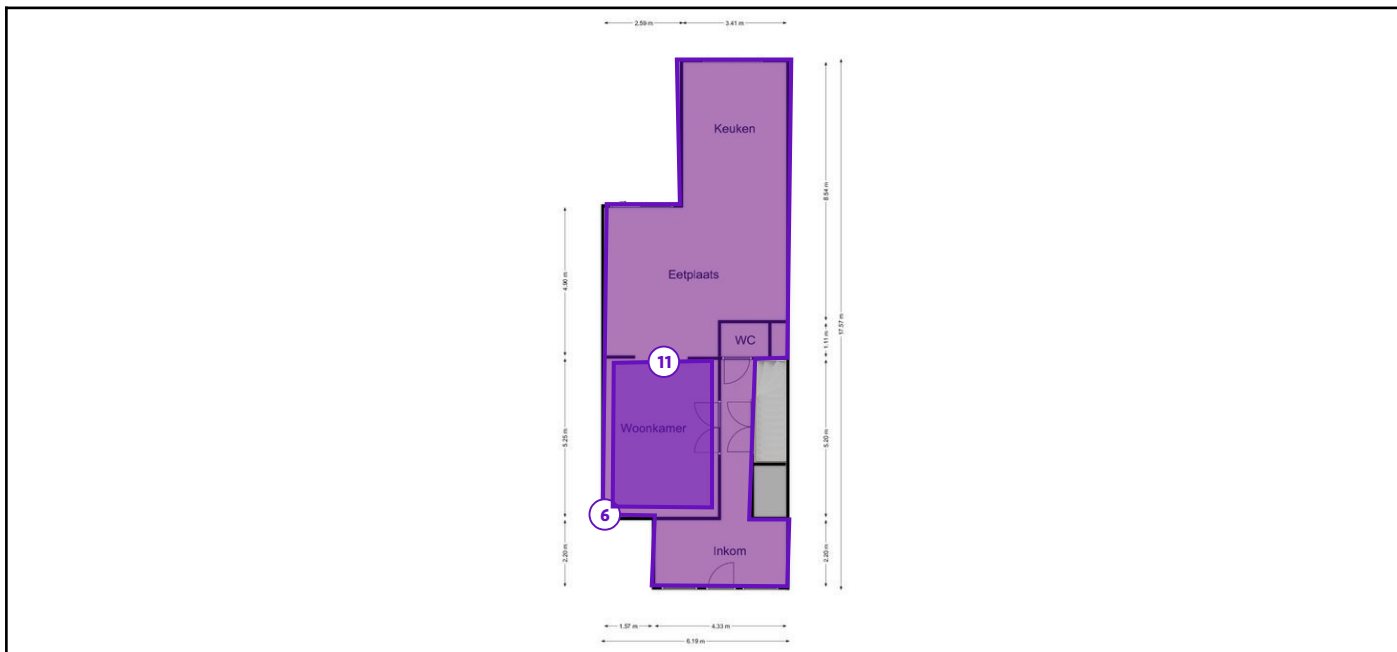 2.59 m
3.41 m
Keuken
8.54 m
17.57 m
Eetplaats
4.90 m
WC
1.11 m
11
Woonkamer
5.25 m
5.20 m
6
Inkom
2.20 m
2.20 m
1.57 m
4.33 m
6.19 m